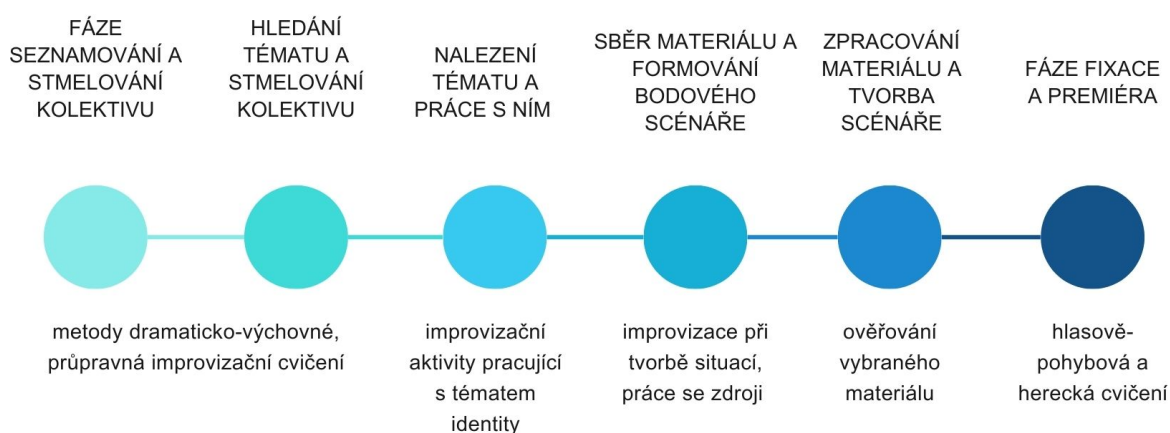 FÁZE
SEZNAMOVÁNÍ A
STMELOVÁNÍ
KOLEKTIVU
HLEDÁNÍ
TÉMATU A
STMELOVÁNÍ
KOLEKTIVU
NALEZENÍ
TÉMATU A
PRÁCE S NÍM
SBĚR MATERIÁLU A
FORMOVÁNÍ
BODOVÉHO
SCÉNÁŘE
ZPRACOVÁNÍ
MATERIÁLU A
TVORBA
SCÉNÁŘE
FÁZE FIXACE
A PREMIÉRA
metody dramaticko-výchovné,
průpravná improvizační cvičení
improvizační
aktivity pracující
s tématem
identity
improvizace při
tvorbě situací,
práce se zdroji
ověřování
vybraného
materiálu
hlasově-
pohybová a
herecká cvičení